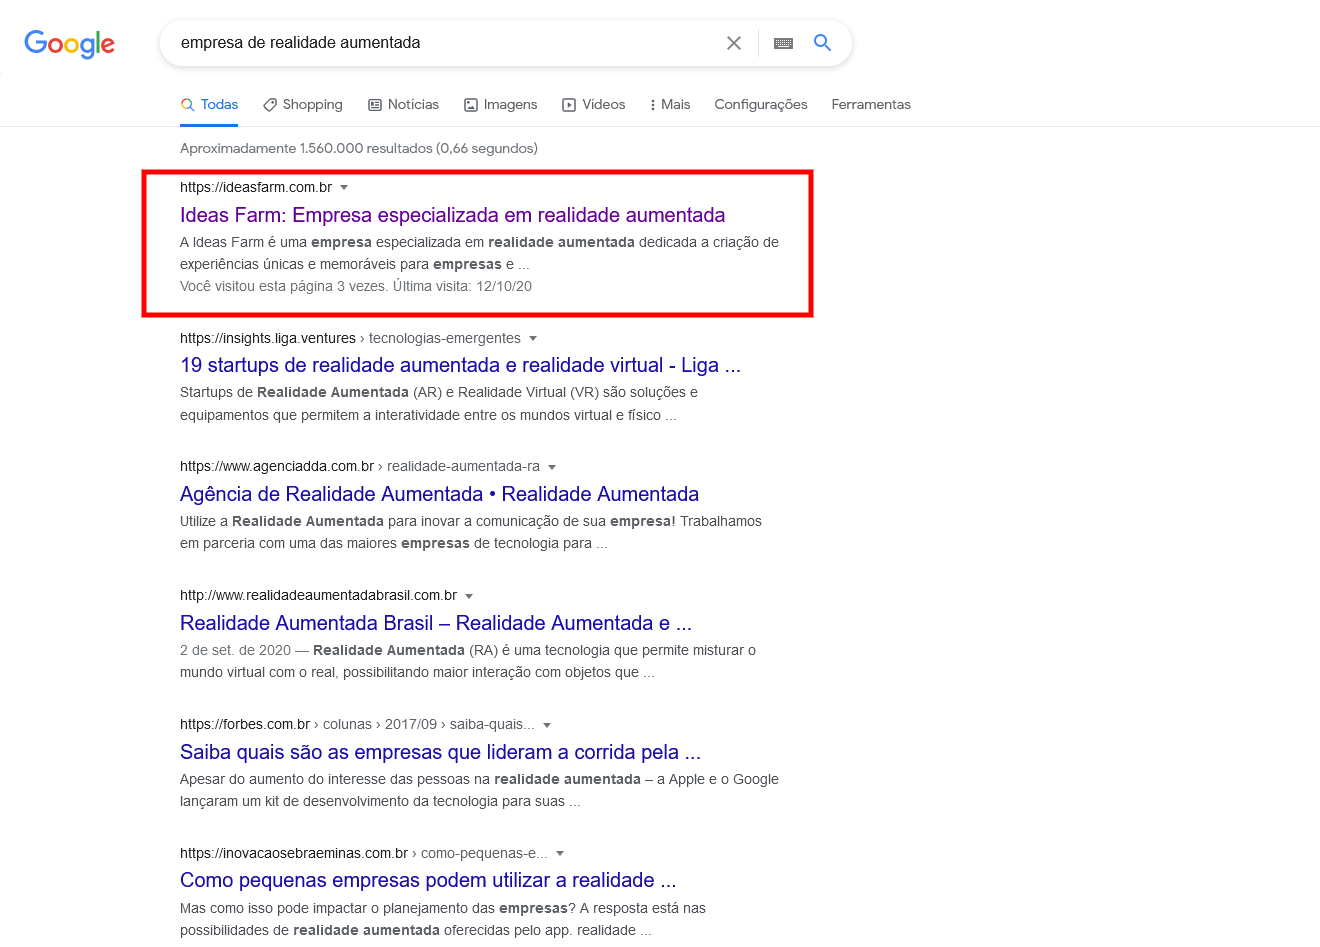 Google
empresa de realidade aumentada
Todas Shopping Notícias Imagens Vídeos Mais Configurações Ferramentas
Aproximadamente 1.560.000 resultados (0,66 segundos)
https://ideasfarm.com.br
Ideas Farm: Empresa especializada em realidade aumentada
A Ideas Farm é uma empresa especializada em realidade aumentada dedicada a criação de
experiências únicas e memoráveis para empresas e ...
Você visitou esta página 3 vezes. Última visita: 12/10/20
https://insights.liga.ventures › tecnologias-emergentes
19 startups de realidade aumentada e realidade virtual - Liga ...
Startups de Realidade Aumentada (AR) e Realidade Virtual (VR) são soluções e
equipamentos que permitem a interatividade entre os mundos virtual e físico ...
https://www.agenciadda.com.br › realidade-aumentada-ra
Agência de Realidade Aumentada • Realidade Aumentada
Utilize a Realidade Aumentada para inovar a comunicação de sua empresa! Trabalhamos
em parceria com uma das maiores empresas de tecnologia para ...
http://www.realidadeaumentadabrasil.com.br
Realidade Aumentada Brasil – Realidade Aumentada e ...
2 de set. de 2020 — Realidade Aumentada (RA) é uma tecnologia que permite misturar o
mundo virtual com o real, possibilitando maior interação com objetos que ...
https://forbes.com.br › colunas › 2017/09 › saiba-quais...
Saiba quais são as empresas que lideram a corrida pela ...
Apesar do aumento do interesse das pessoas na realidade aumentada – a Apple e o Google
lançaram um kit de desenvolvimento da tecnologia para suas ...
https://inovacaosebraeminas.com.br › como-pequenas-e...
Como pequenas empresas podem utilizar a realidade ...
Mas como isso pode impactar o planejamento das empresas? A resposta está nas
possibilidades de realidade aumentada oferecidas pelo app. realidade ...